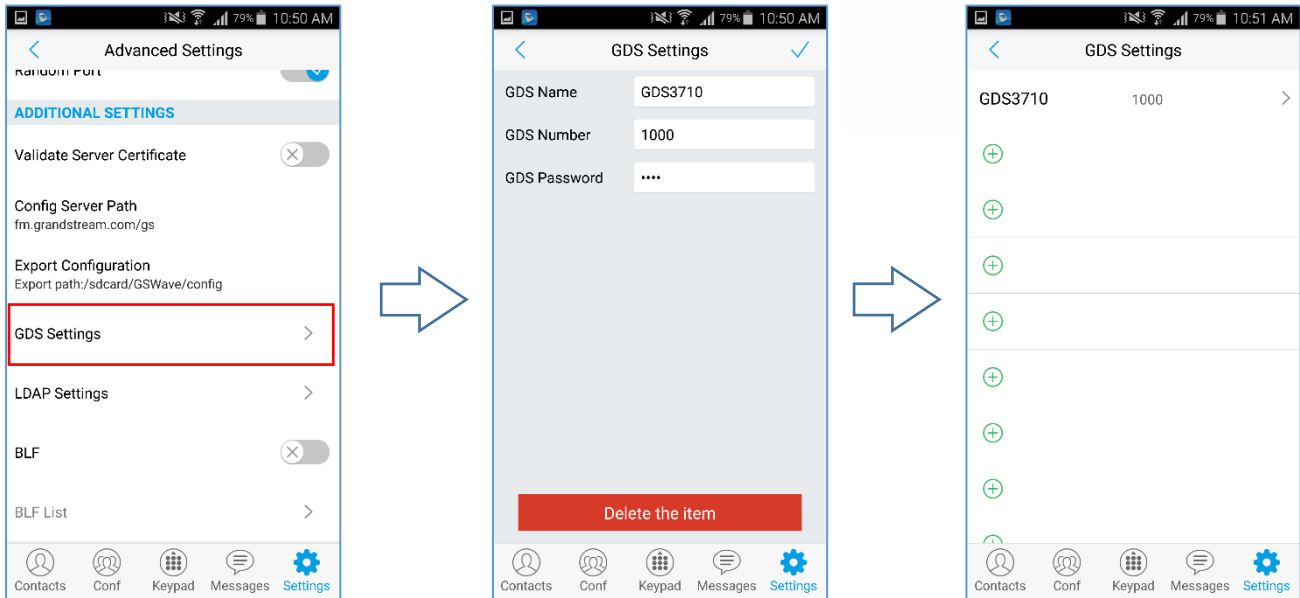 79% 10:50 AM
Advanced Settings
Random Port
ADDITIONAL SETTINGS
Validate Server Certificate
Config Server Path
fm.grandstream.com/gs
Export Configuration
Export path:/sdcard/GSWave/config
GDS Settings
LDAP Settings
BLF
BLF List
Contacts Conf Keypad Messages Settings
79% 10:50 AM
GDS Settings
GDS Name GDS3710
GDS Number 1000
GDS Password ••••
Delete the item
Contacts Conf Keypad Messages Settings
79% 10:51 AM
GDS Settings
GDS3710 1000
Contacts Conf Keypad Messages Settings